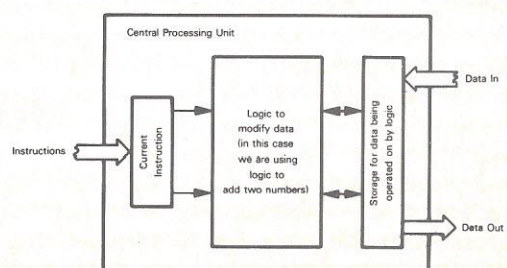 Central Processing Unit
Instructions
Current
Instruction
Logic to
modify data
(in this case
we are using
logic to
add two numbers)
Storage for data being
operated on by logic
Data In
Data Out